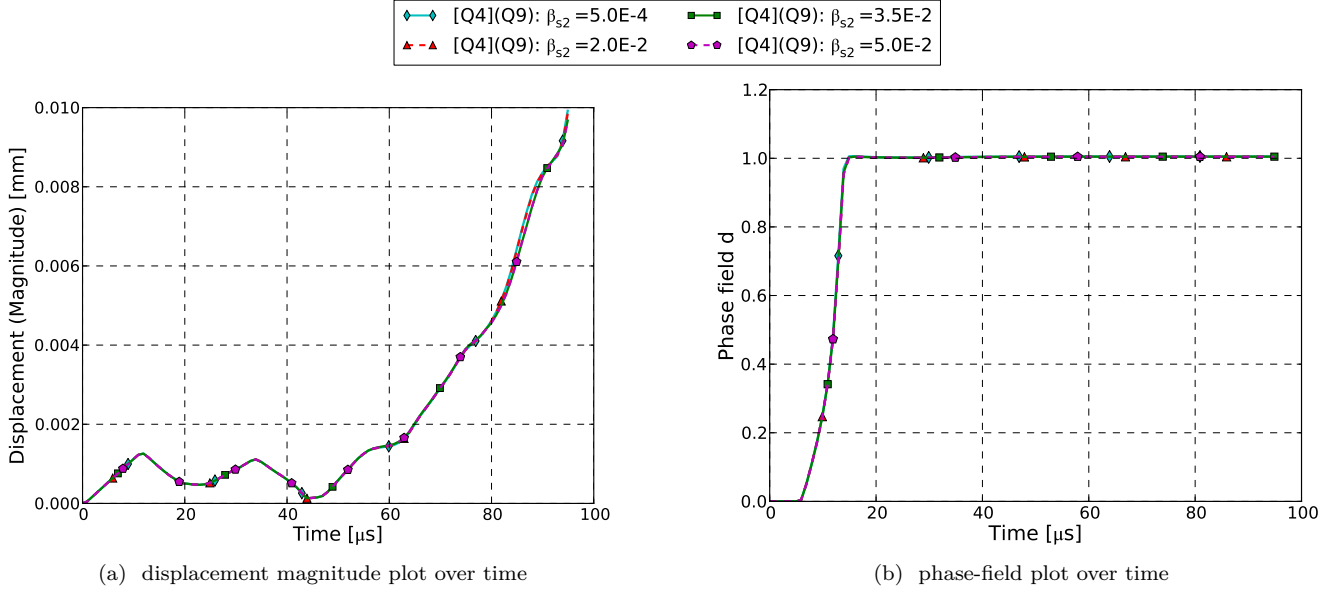 [Q4](Q9): βs2=5.0E-4
[Q4](Q9): βs2=3.5E-2
[Q4](Q9): βs2=2.0E-2
[Q4](Q9): βs2=5.0E-2
Displacement (Magnitude) [mm]
0.010
0.008
0.006
0.004
0.002
0.000
0 20 40 60 80 100
Time [μs]
(a) displacement magnitude plot over time
Phase field d
1.2
1.0
0.8
0.6
0.4
0.2
0.0
0 20 40 60 80 100
Time [μs]
(b) phase-field plot over time